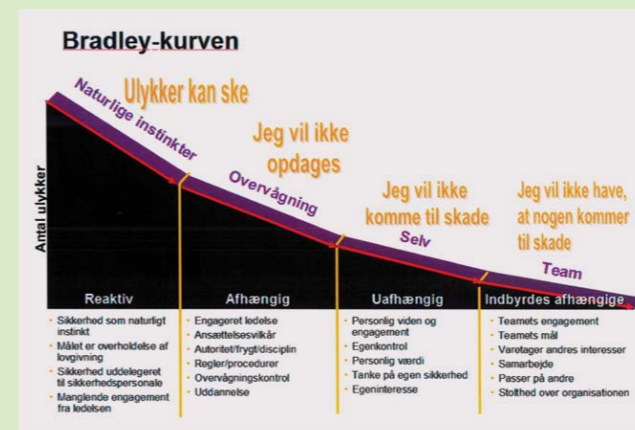 Bradley-kurven
Naturlige instinkter
Ulykker kan ske
Jeg vil ikke
opdages
Overvågning
Jeg vil ikke
komme til skade
Selv
Jeg vil ikke have,
at nogen kommer
til skade
Team
Antal ulykker
Reaktiv
Afhængig
Uafhængig
Indbyrdes afhængige
• Sikkerhed som naturligt
instinkt
• Målet er overholdelse af
lovgivning
• Sikkerhed uddelegeret
til sikkerhedspersonale
• Manglende engagement
fra ledelsen
• Engageret ledelse
• Ansættelsesvilkår
• Autoritet/frygt/disciplin
• Regler/procedurer
• Overvågningskontrol
• Uddannelse
• Personlig viden og
engagement
• Egenkontrol
• Personlig værdi
• Tanke på egen sikkerhed
• Egeninteresse
• Teamets engagement
• Teamets mål
• Varetager andres interesser
• Samarbejde
• Passer på andre
• Stolthed over organisationen